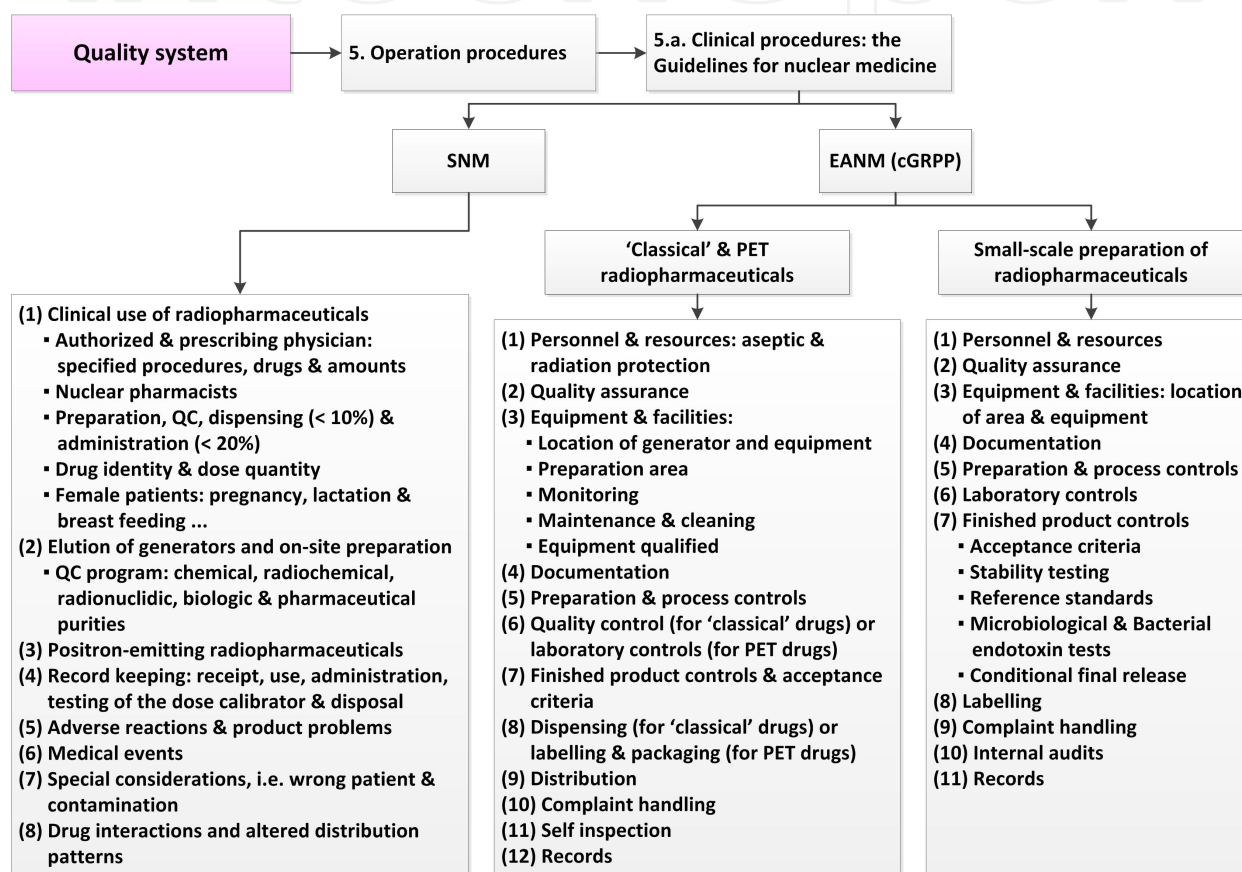 Quality system
5. Operation procedures
5.a. Clinical procedures: the
Guidelines for nuclear medicine
SNM
EANM (cGRPP)
‘Classical’ & PET
radiopharmaceuticals
Small-scale preparation of
radiopharmaceuticals
(1) Clinical use of radiopharmaceuticals
▪ Authorized & prescribing physician:
specified procedures, drugs & amounts
▪ Nuclear pharmacists
▪ Preparation, QC, dispensing (< 10%) &
administration (< 20%)
▪ Drug identity & dose quantity
▪ Female patients: pregnancy, lactation &
breast feeding ...
(2) Elution of generators and on-site preparation
▪ QC program: chemical, radiochemical,
radionuclidic, biologic & pharmaceutical
purities
(3) Positron-emitting radiopharmaceuticals
(4) Record keeping: receipt, use, administration,
testing of the dose calibrator & disposal
(5) Adverse reactions & product problems
(6) Medical events
(7) Special considerations, i.e. wrong patient &
contamination
(8) Drug interactions and altered distribution
patterns
(1) Personnel & resources: aseptic &
radiation protection
(2) Quality assurance
(3) Equipment & facilities:
▪ Location of generator and equipment
▪ Preparation area
▪ Monitoring
▪ Maintenance & cleaning
▪ Equipment qualified
(4) Documentation
(5) Preparation & process controls
(6) Quality control (for ‘classical’ drugs) or
laboratory controls (for PET drugs)
(7) Finished product controls & acceptance
criteria
(8) Dispensing (for ‘classical’ drugs) or
labelling & packaging (for PET drugs)
(9) Distribution
(10) Complaint handling
(11) Self inspection
(12) Records
(1) Personnel & resources
(2) Quality assurance
(3) Equipment & facilities: location
of area & equipment
(4) Documentation
(5) Preparation & process controls
(6) Laboratory controls
(7) Finished product controls
▪ Acceptance criteria
▪ Stability testing
▪ Reference standards
▪ Microbiological & Bacterial
endotoxin tests
▪ Conditional final release
(8) Labelling
(9) Complaint handling
(10) Internal audits
(11) Records